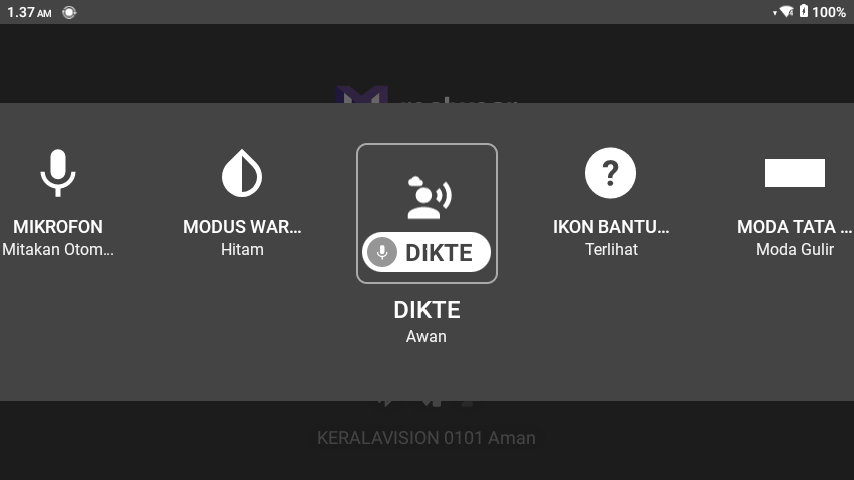 1.37 AM
100%
MIKROFON
Mitakan Otom...
MODUS WAR...
Hitam
DIKTE
DIKTE
Awan
IKON BANTU...
Terlihat
MODA TATA ...
Moda Gulir
KERALAVISION 0101 Aman